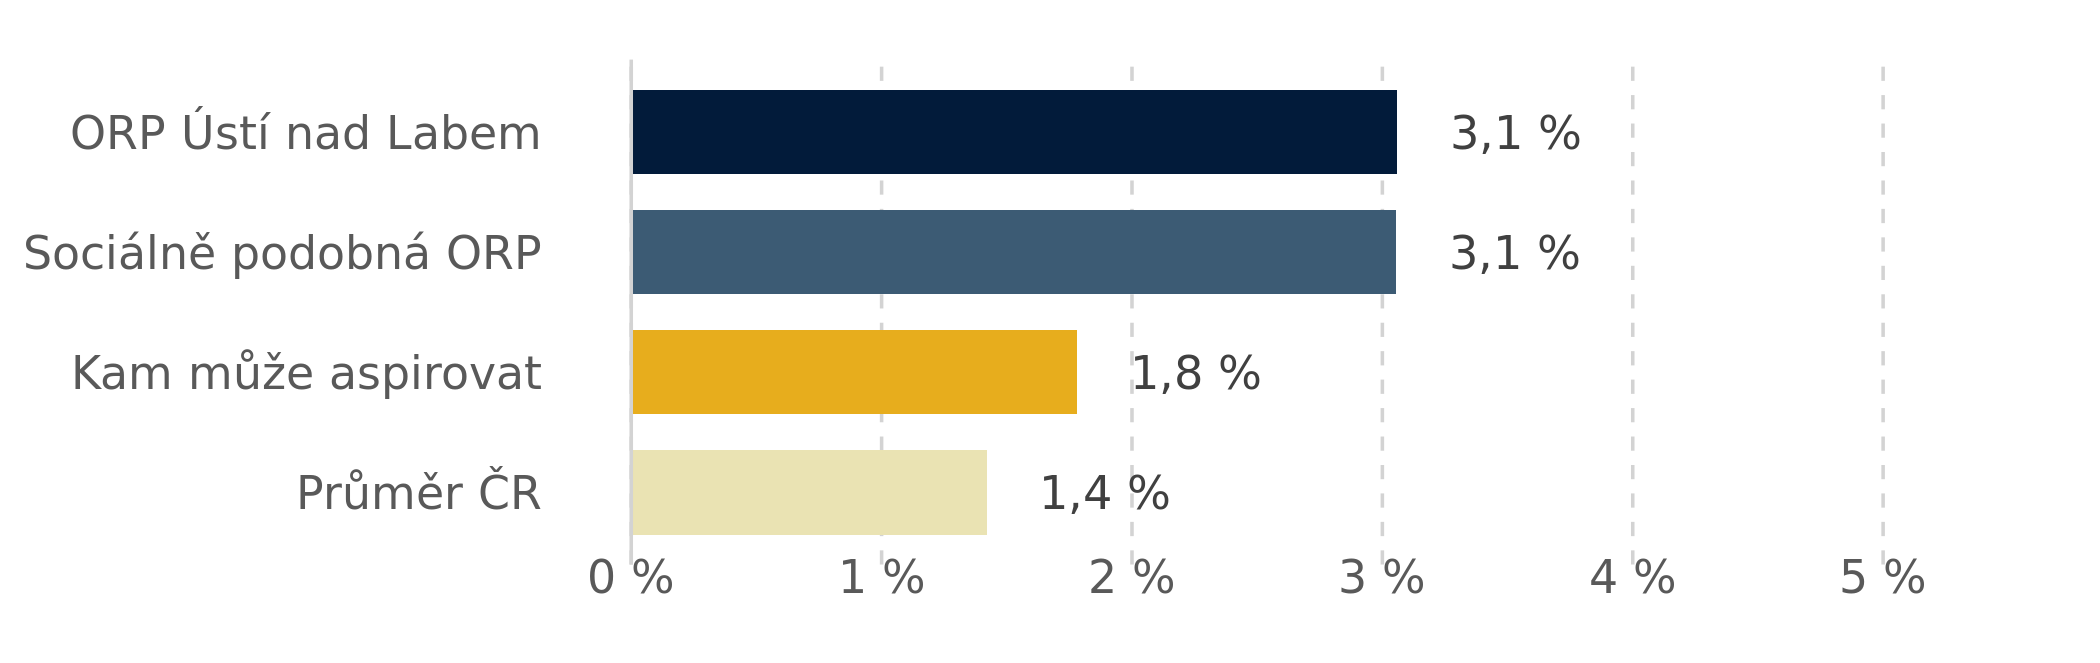 ORP Ústí nad Labem 3,1 %
Sociálně podobná ORP 3,1 %
Kam může aspirovat 1,8 %
Průměr ČR 1,4 %
0 % 1 % 2 % 3 % 4 % 5 %